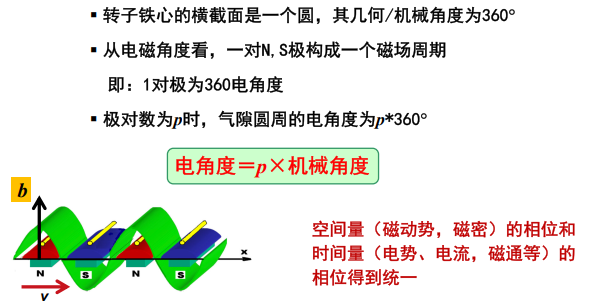 ▪ 转子铁心的横截面是一个圆，其几何/机械角度为360°
▪ 从电磁角度看，一对N,S极构成一个磁场周期
即：1对极为360电角度
▪ 极对数为p时，气隙圆周的电角度为p*360°
电角度＝p×机械角度
b
空间量（磁动势，磁密）的相位和
时间量（电势、电流，磁通等）的
相位得到统一
x
N S N S
v